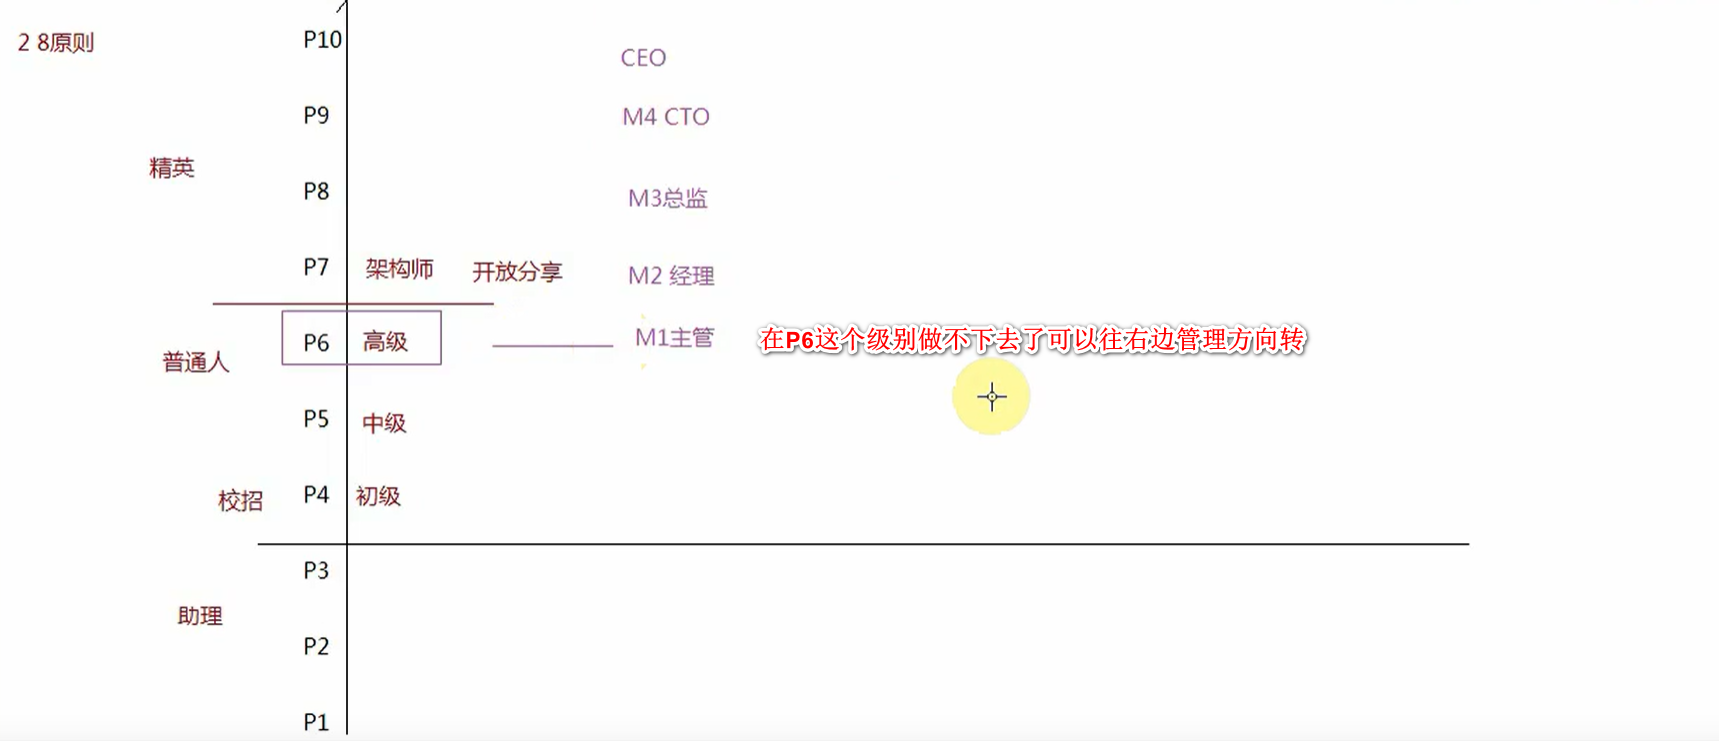 2 8原则
P10
CEO
P9
M4 CTO
精英
P8
M3总监
P7
架构师
开放分享
M2 经理
P6
高级
M1主管
在P6这个级别做不下去了可以往右边管理方向转
普通人
P5
中级
校招
P4
初级
P3
助理
P2
P1